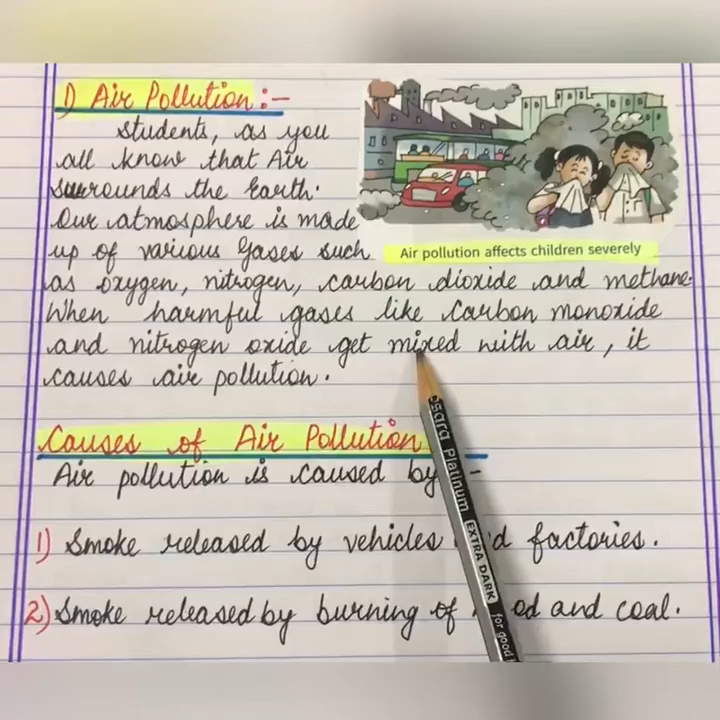 1) Air Pollution :-
Students, as you
all know that Air
surrounds the Earth.
Our atmosphere is made
up of various gases such
Air pollution affects children severely
as oxygen, nitrogen, carbon dioxide and methane.
When harmful gases like Carbon monoxide
and nitrogen oxide get mixed with air, it
causes air pollution.
Causes of Air Pollution
Air pollution is caused by -
1) Smoke released by vehicles factories.
2) Smoke released by burning of and coal.
Platinum EXTRA DARK
for good